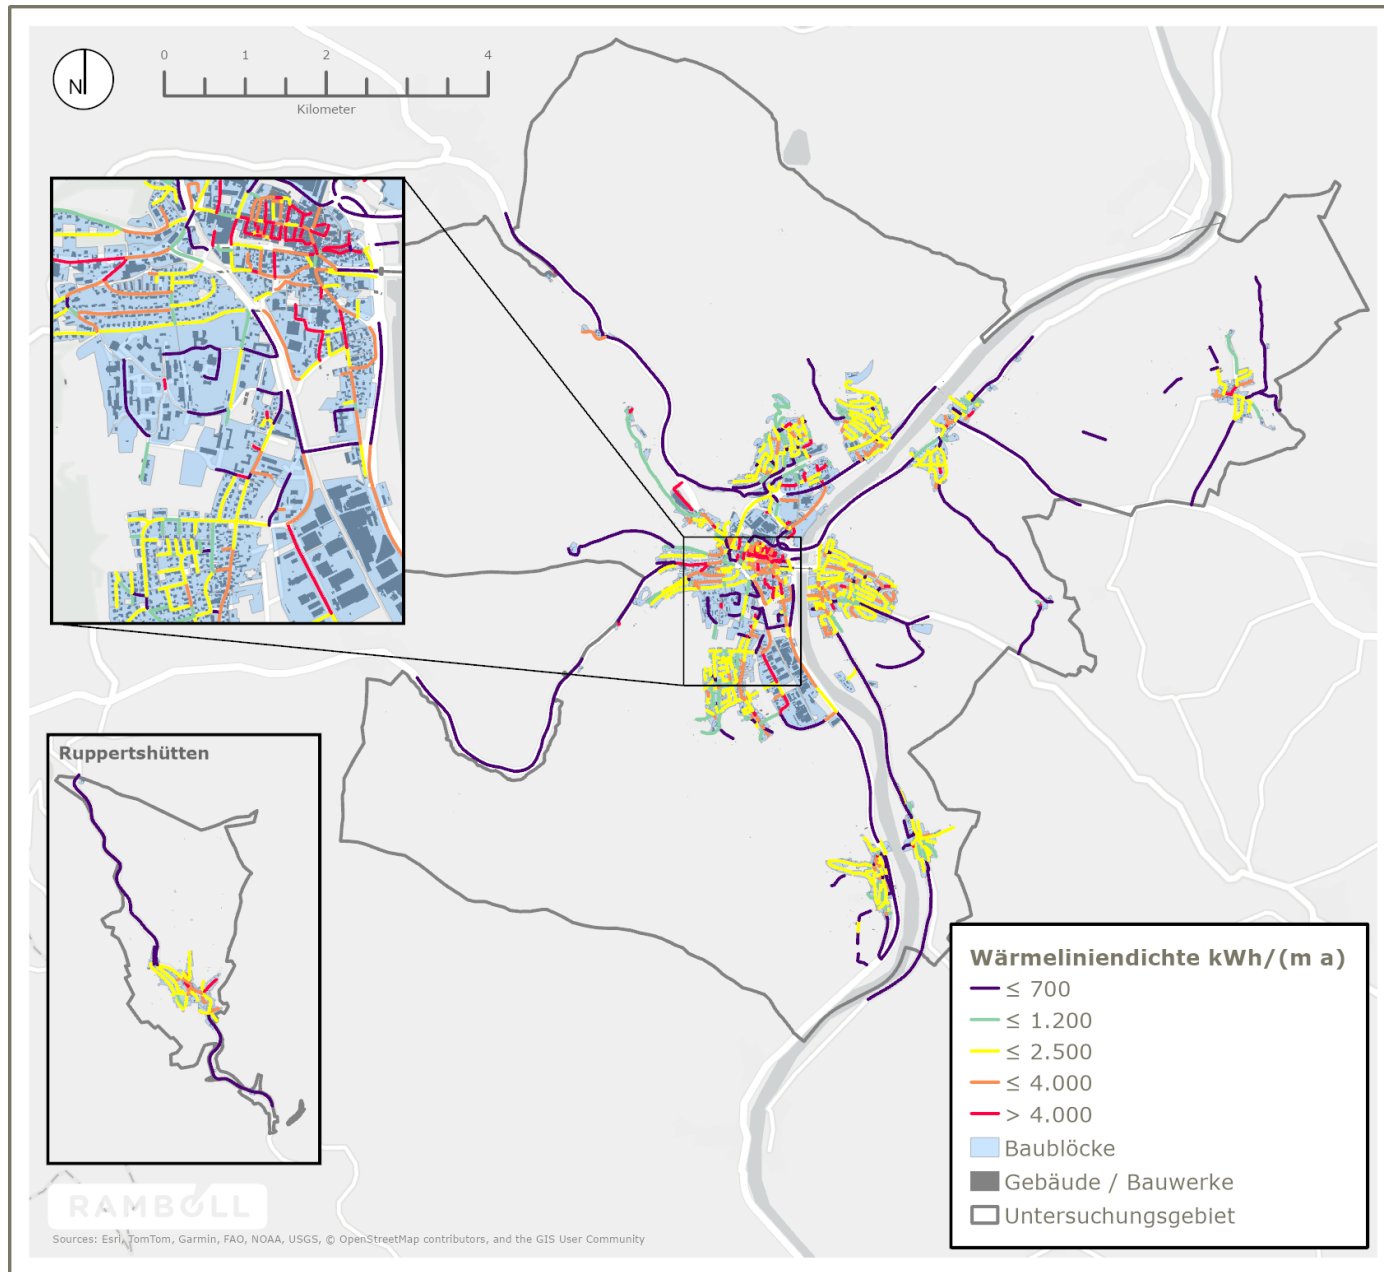 0 1 2 4
N
Kilometer
Ruppertshütten
Wärmeliniendichte kWh/(m a)
≤ 700
≤ 1.200
≤ 2.500
≤ 4.000
> 4.000
Baublöcke
Gebäude / Bauwerke
Untersuchungsgebiet
RAMBOLL
Sources: Esri, TomTom, Garmin, FAO, NOAA, USGS, © OpenStreetMap contributors, and the GIS User Community